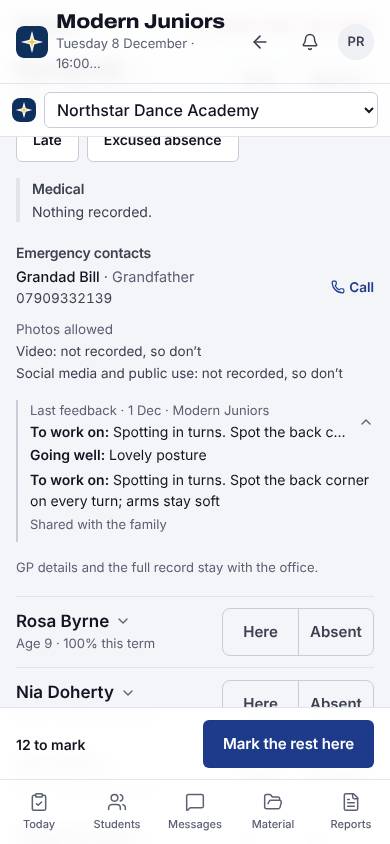 Modern Juniors
Tuesday 8 December ·
16:00...
PR
Northstar Dance Academy
Late
Excused absence
Medical
Nothing recorded.
Emergency contacts
Grandad Bill · Grandfather
07909332139
Call
Photos allowed
Video: not recorded, so don’t
Social media and public use: not recorded, so don’t
Last feedback · 1 Dec · Modern Juniors
To work on: Spotting in turns. Spot the back c...
Going well: Lovely posture
To work on: Spotting in turns. Spot the back corner
on every turn; arms stay soft
Shared with the family
GP details and the full record stay with the office.
Rosa Byrne
Age 9 · 100% this term
Here
Absent
Nia Doherty
Here
Absent
12 to mark
Mark the rest here
Today
Students
Messages
Material
Reports